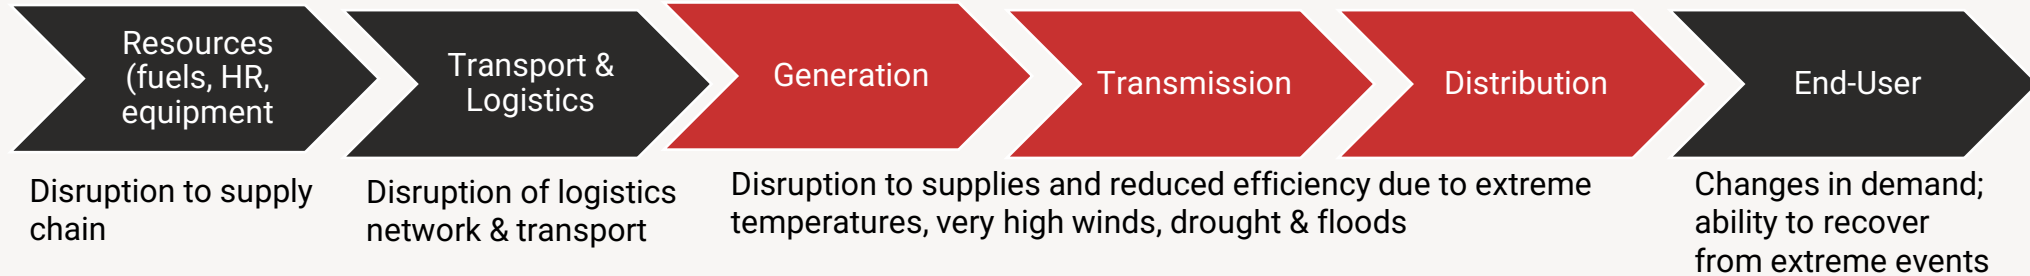 Resources
(fuels, HR,
equipment
Transport &
Logistics
Generation
Transmission
Distribution
End-User
Disruption to supply
chain
Disruption of logistics
network & transport
Disruption to supplies and reduced efficiency due to extreme
temperatures, very high winds, drought & floods
Changes in demand;
ability to recover
from extreme events